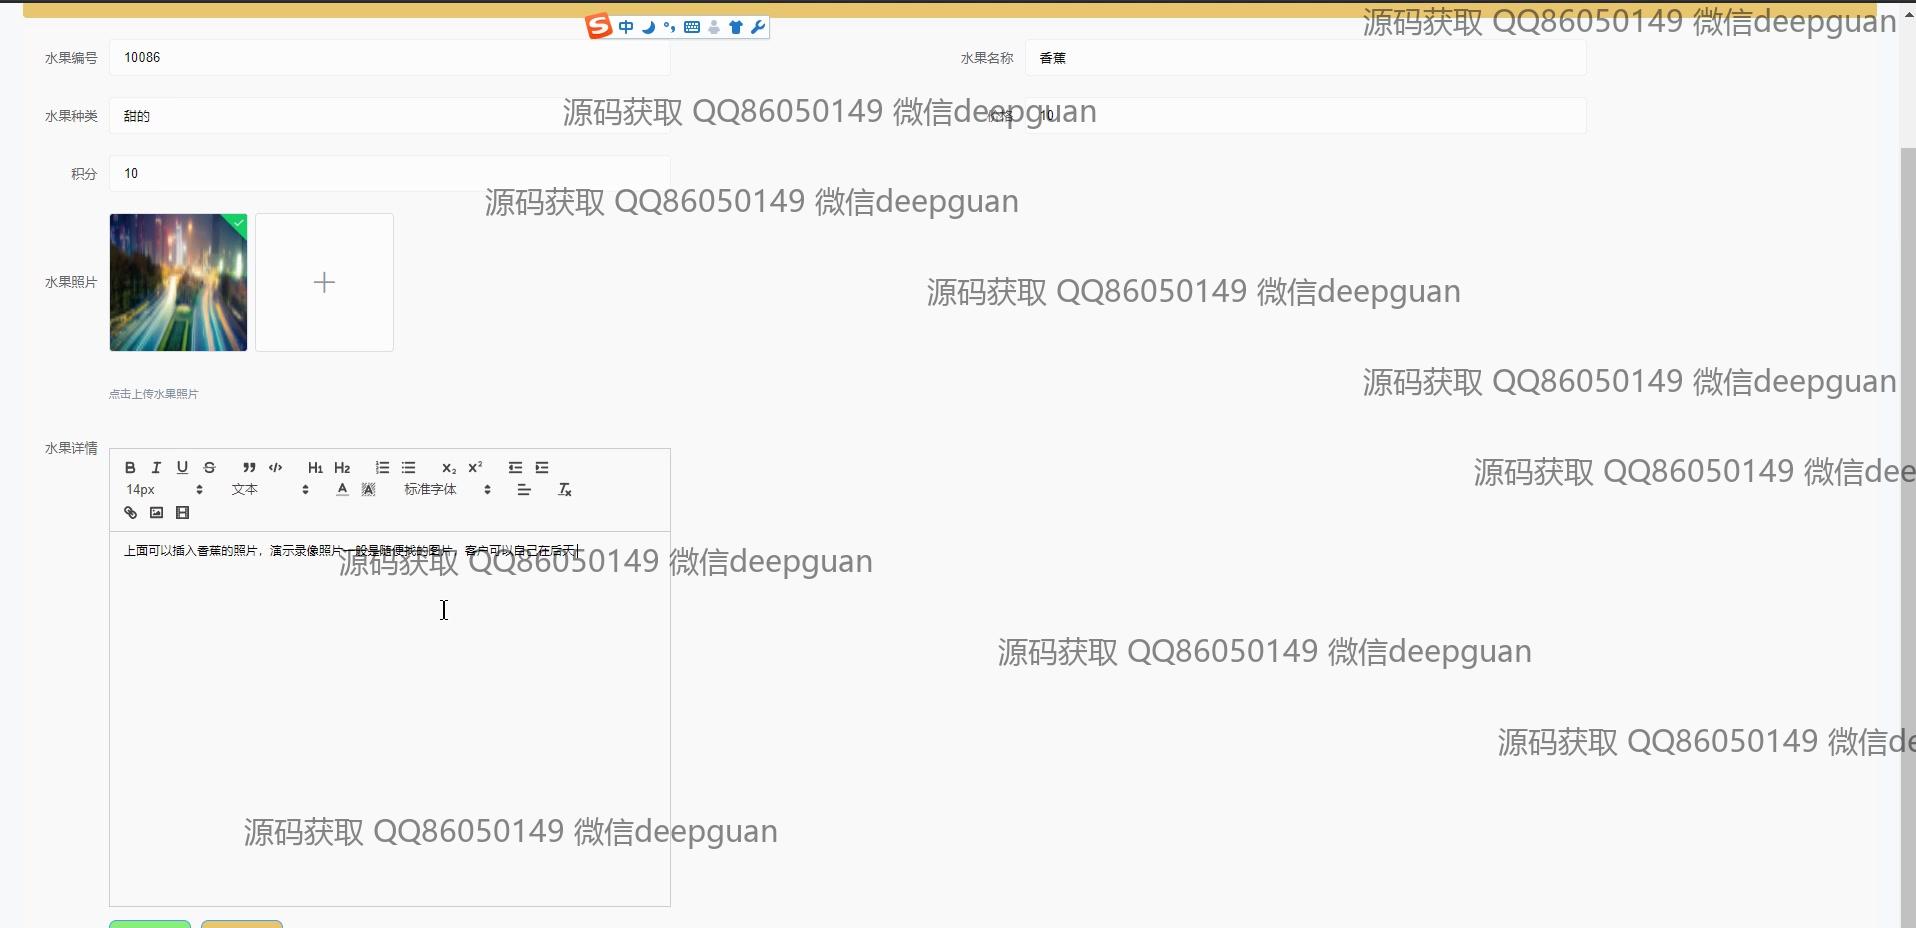 源码获取 QQ86050149 微信deepguan
中
水果编号 10086 水果名称 香蕉
水果种类 甜的 价格 10
源码获取 QQ86050149 微信deepguan
积分 10
源码获取 QQ86050149 微信deepguan
水果照片
源码获取 QQ86050149 微信deepguan
源码获取 QQ86050149 微信deepguan
点击上传水果照片
水果详情
B I U S H1 H2 X2 X2
源码获取 QQ86050149 微信dee
14px 文本 A A 标准字体 Tx
上面可以插入香蕉的照片，演示录像照片一般是随便找的图片，客户可以自己在后天
源码获取 QQ86050149 微信deepguan
源码获取 QQ86050149 微信deepguan
源码获取 QQ86050149 微信de
源码获取 QQ86050149 微信deepguan